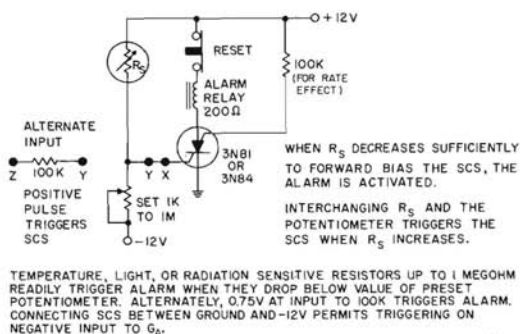 +12V
RESET
R_S
100K
(FOR RATE
EFFECT)
ALARM
RELAY
200Ω
ALTERNATE
INPUT
Z 100K Y
Y X
3N81
OR
3N84
POSITIVE
PULSE
TRIGGERS
SCS
SET 1K
TO 1M
-12V
WHEN R_S DECREASES SUFFICIENTLY
TO FORWARD BIAS THE SCS, THE
ALARM IS ACTIVATED.
INTERCHANGING R_S AND THE
POTENTIOMETER TRIGGERS THE
SCS WHEN R_S INCREASES.
TEMPERATURE, LIGHT, OR RADIATION SENSITIVE RESISTORS UP TO I MEGOHM
READILY TRIGGER ALARM WHEN THEY DROP BELOW VALUE OF PRESET
POTENTIOMETER. ALTERNATELY, 0.75V AT INPUT TO 100K TRIGGERS ALARM.
CONNECTING SCS BETWEEN GROUND AND -12V PERMITS TRIGGERING ON
NEGATIVE INPUT TO G_A.